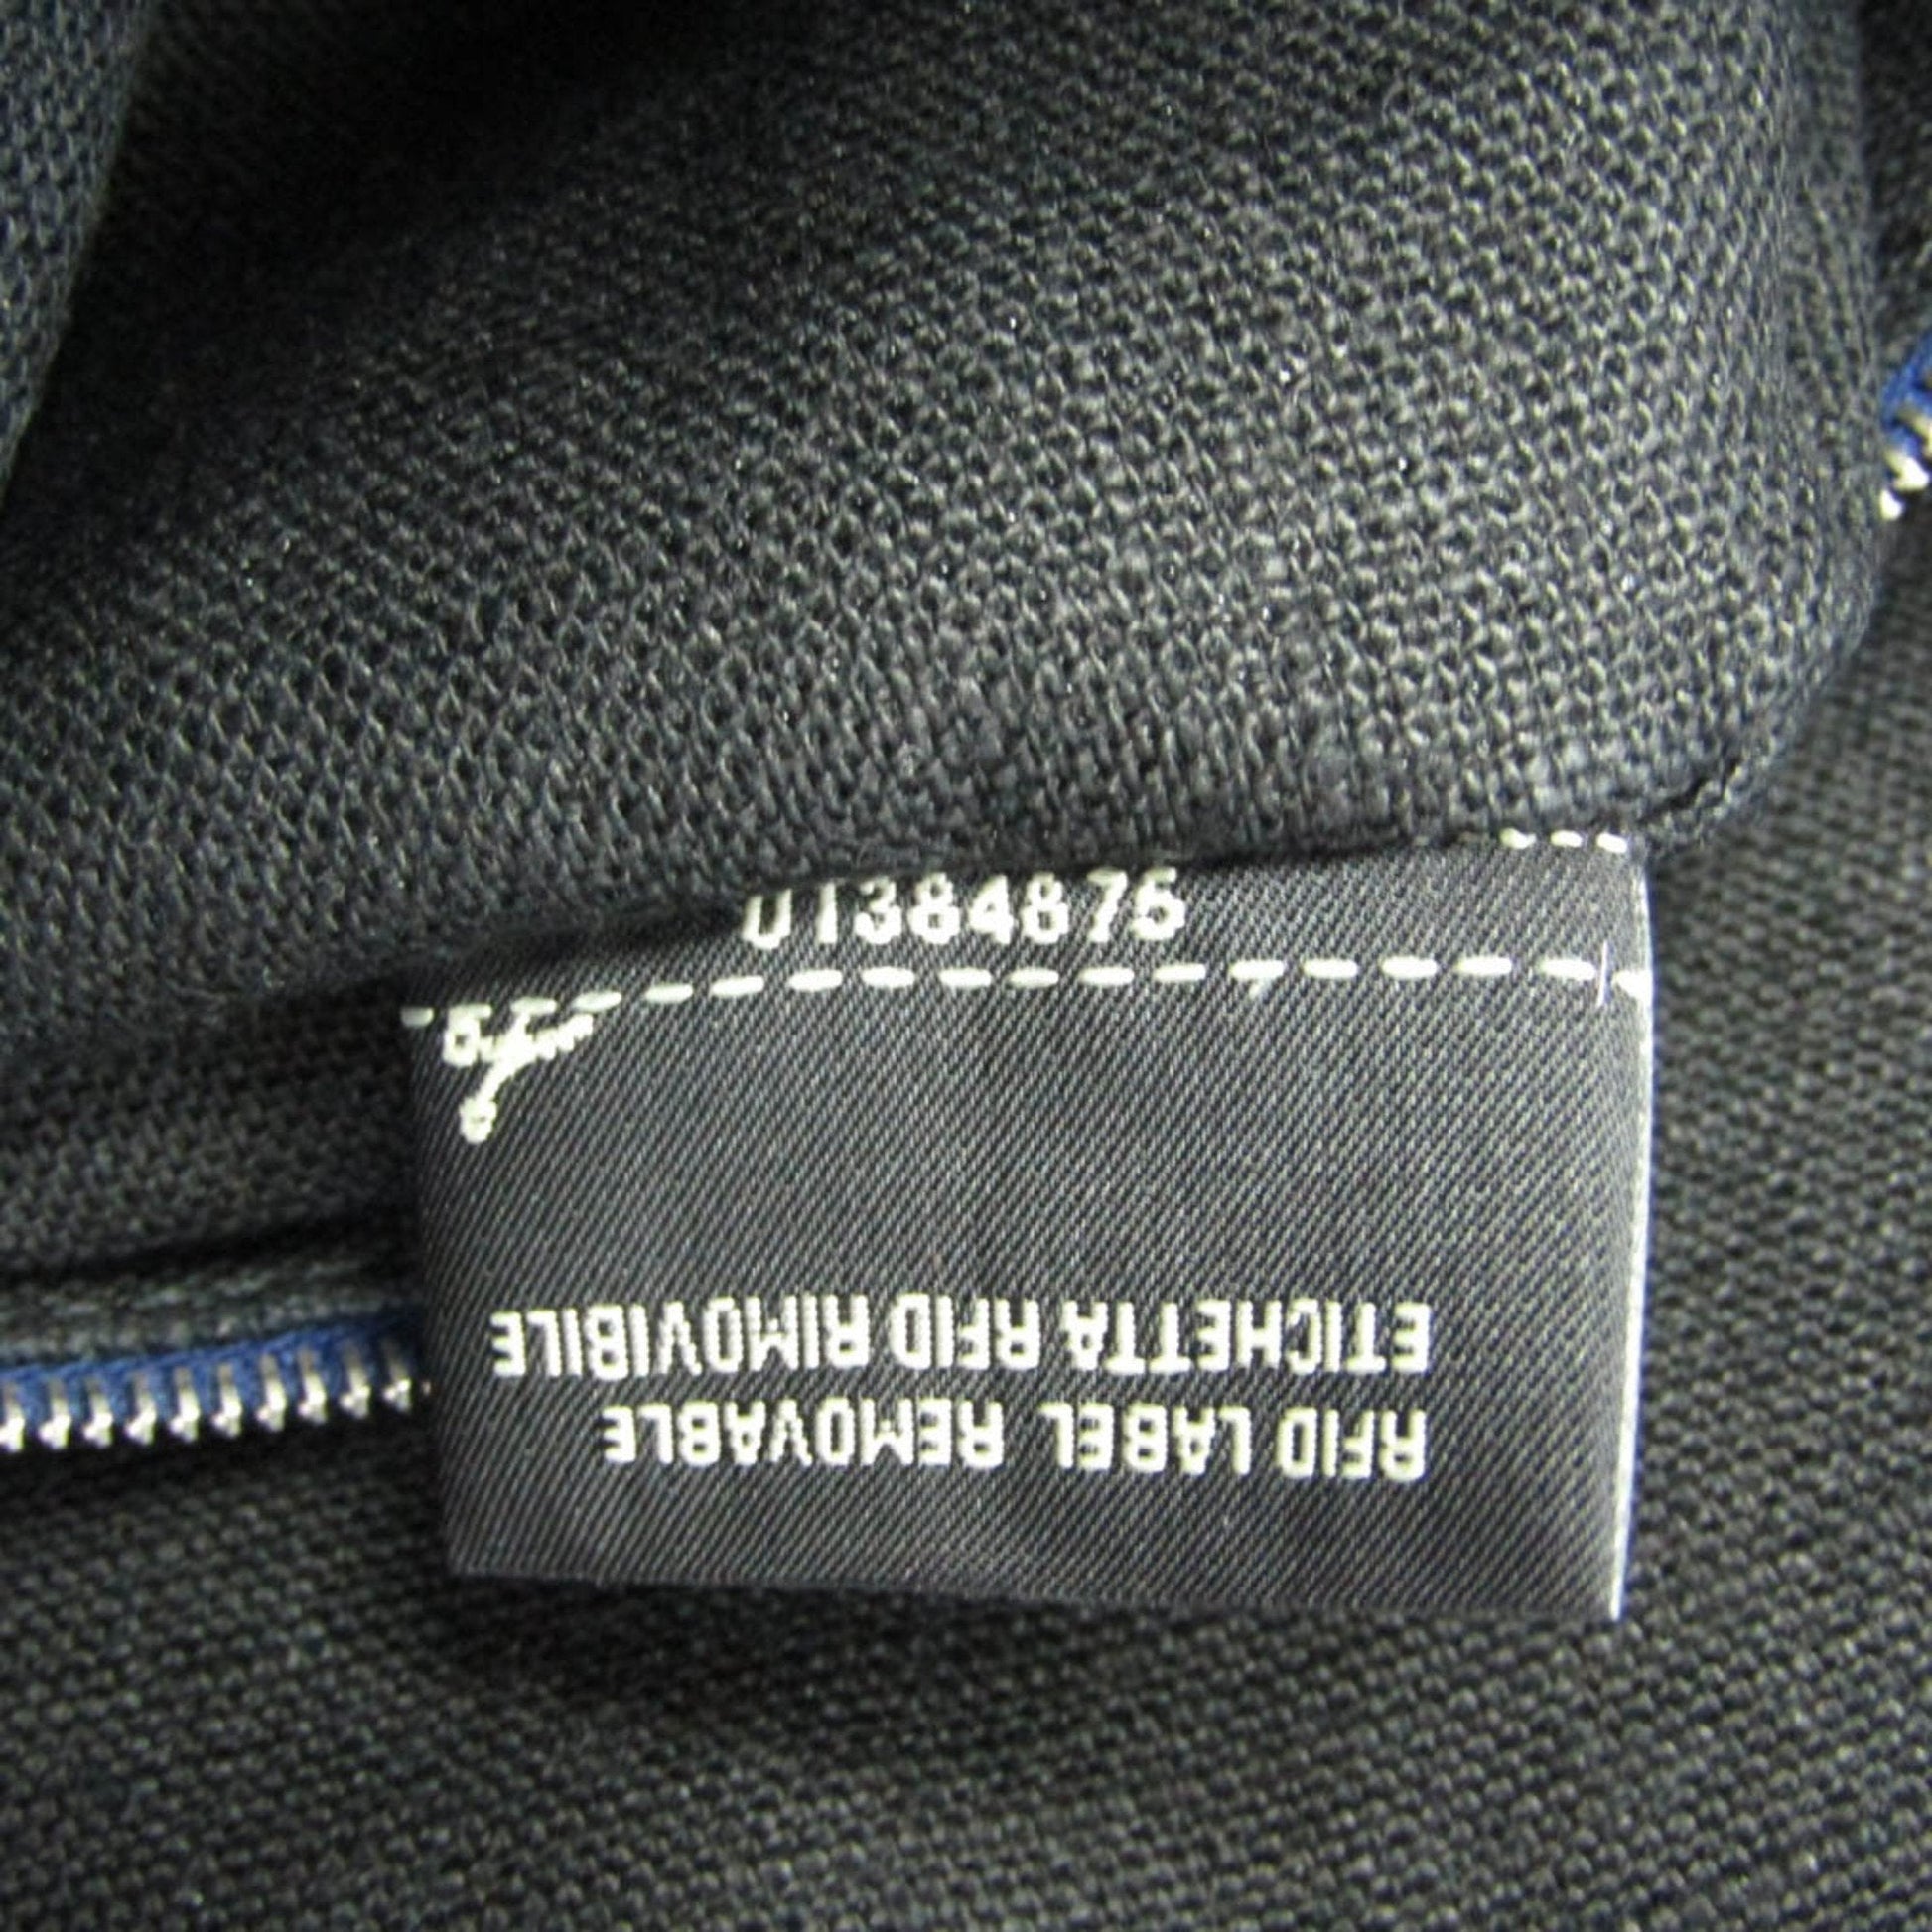 01384875
RFID LABEL REMOVABLE
ETICHETTA RFID RIMOVIBILE